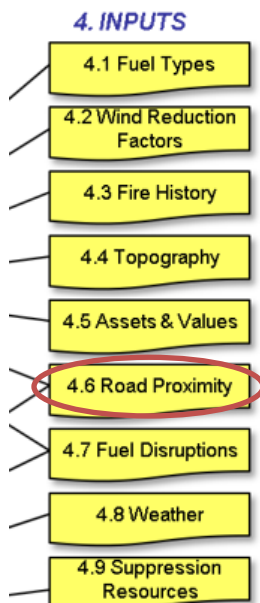 4. INPUTS
4.1 Fuel Types
4.2 Wind Reduction
Factors
4.3 Fire History
4.4 Topography
4.5 Assets & Values
4.6 Road Proximity
4.7 Fuel Disruptions
4.8 Weather
4.9 Suppression
Resources